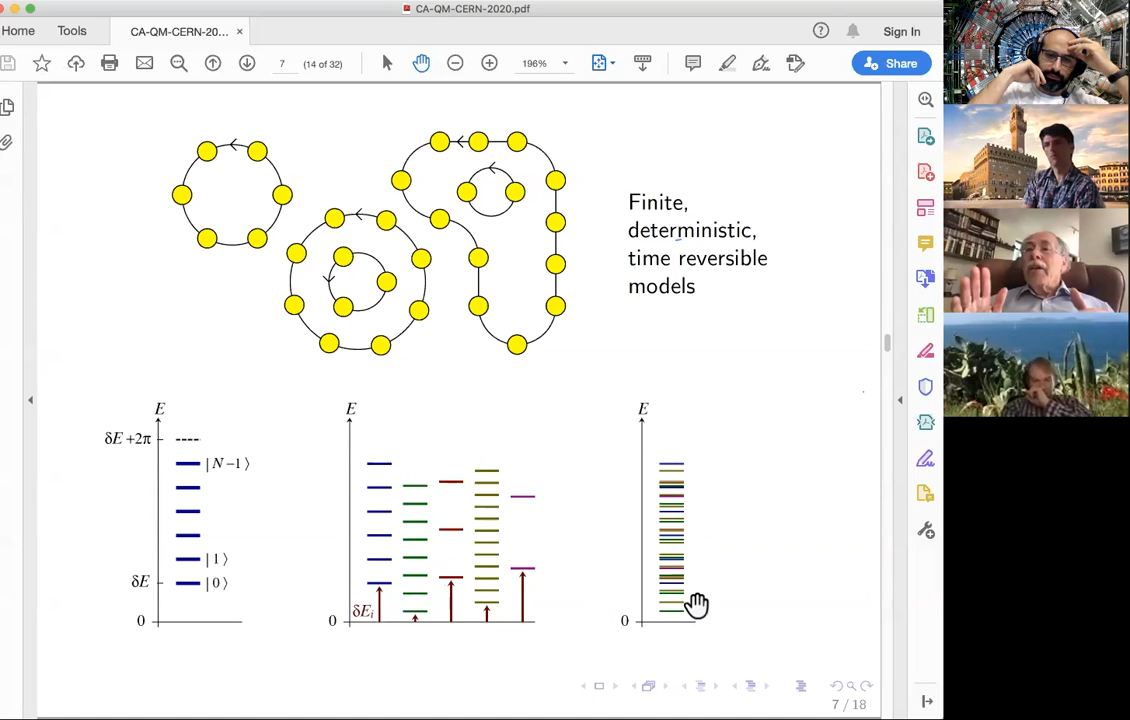 CA-QM-CERN-2020.pdf
Home
Tools
CA-QM-CERN-20... ×
Sign In
7
(14 of 32)
196%
Share
Finite,
deterministic,
time reversible
models
E
δE +2π
| N−1 ⟩
| 1 ⟩
δE
| 0 ⟩
0
E
δEi
0
E
0
7 / 18